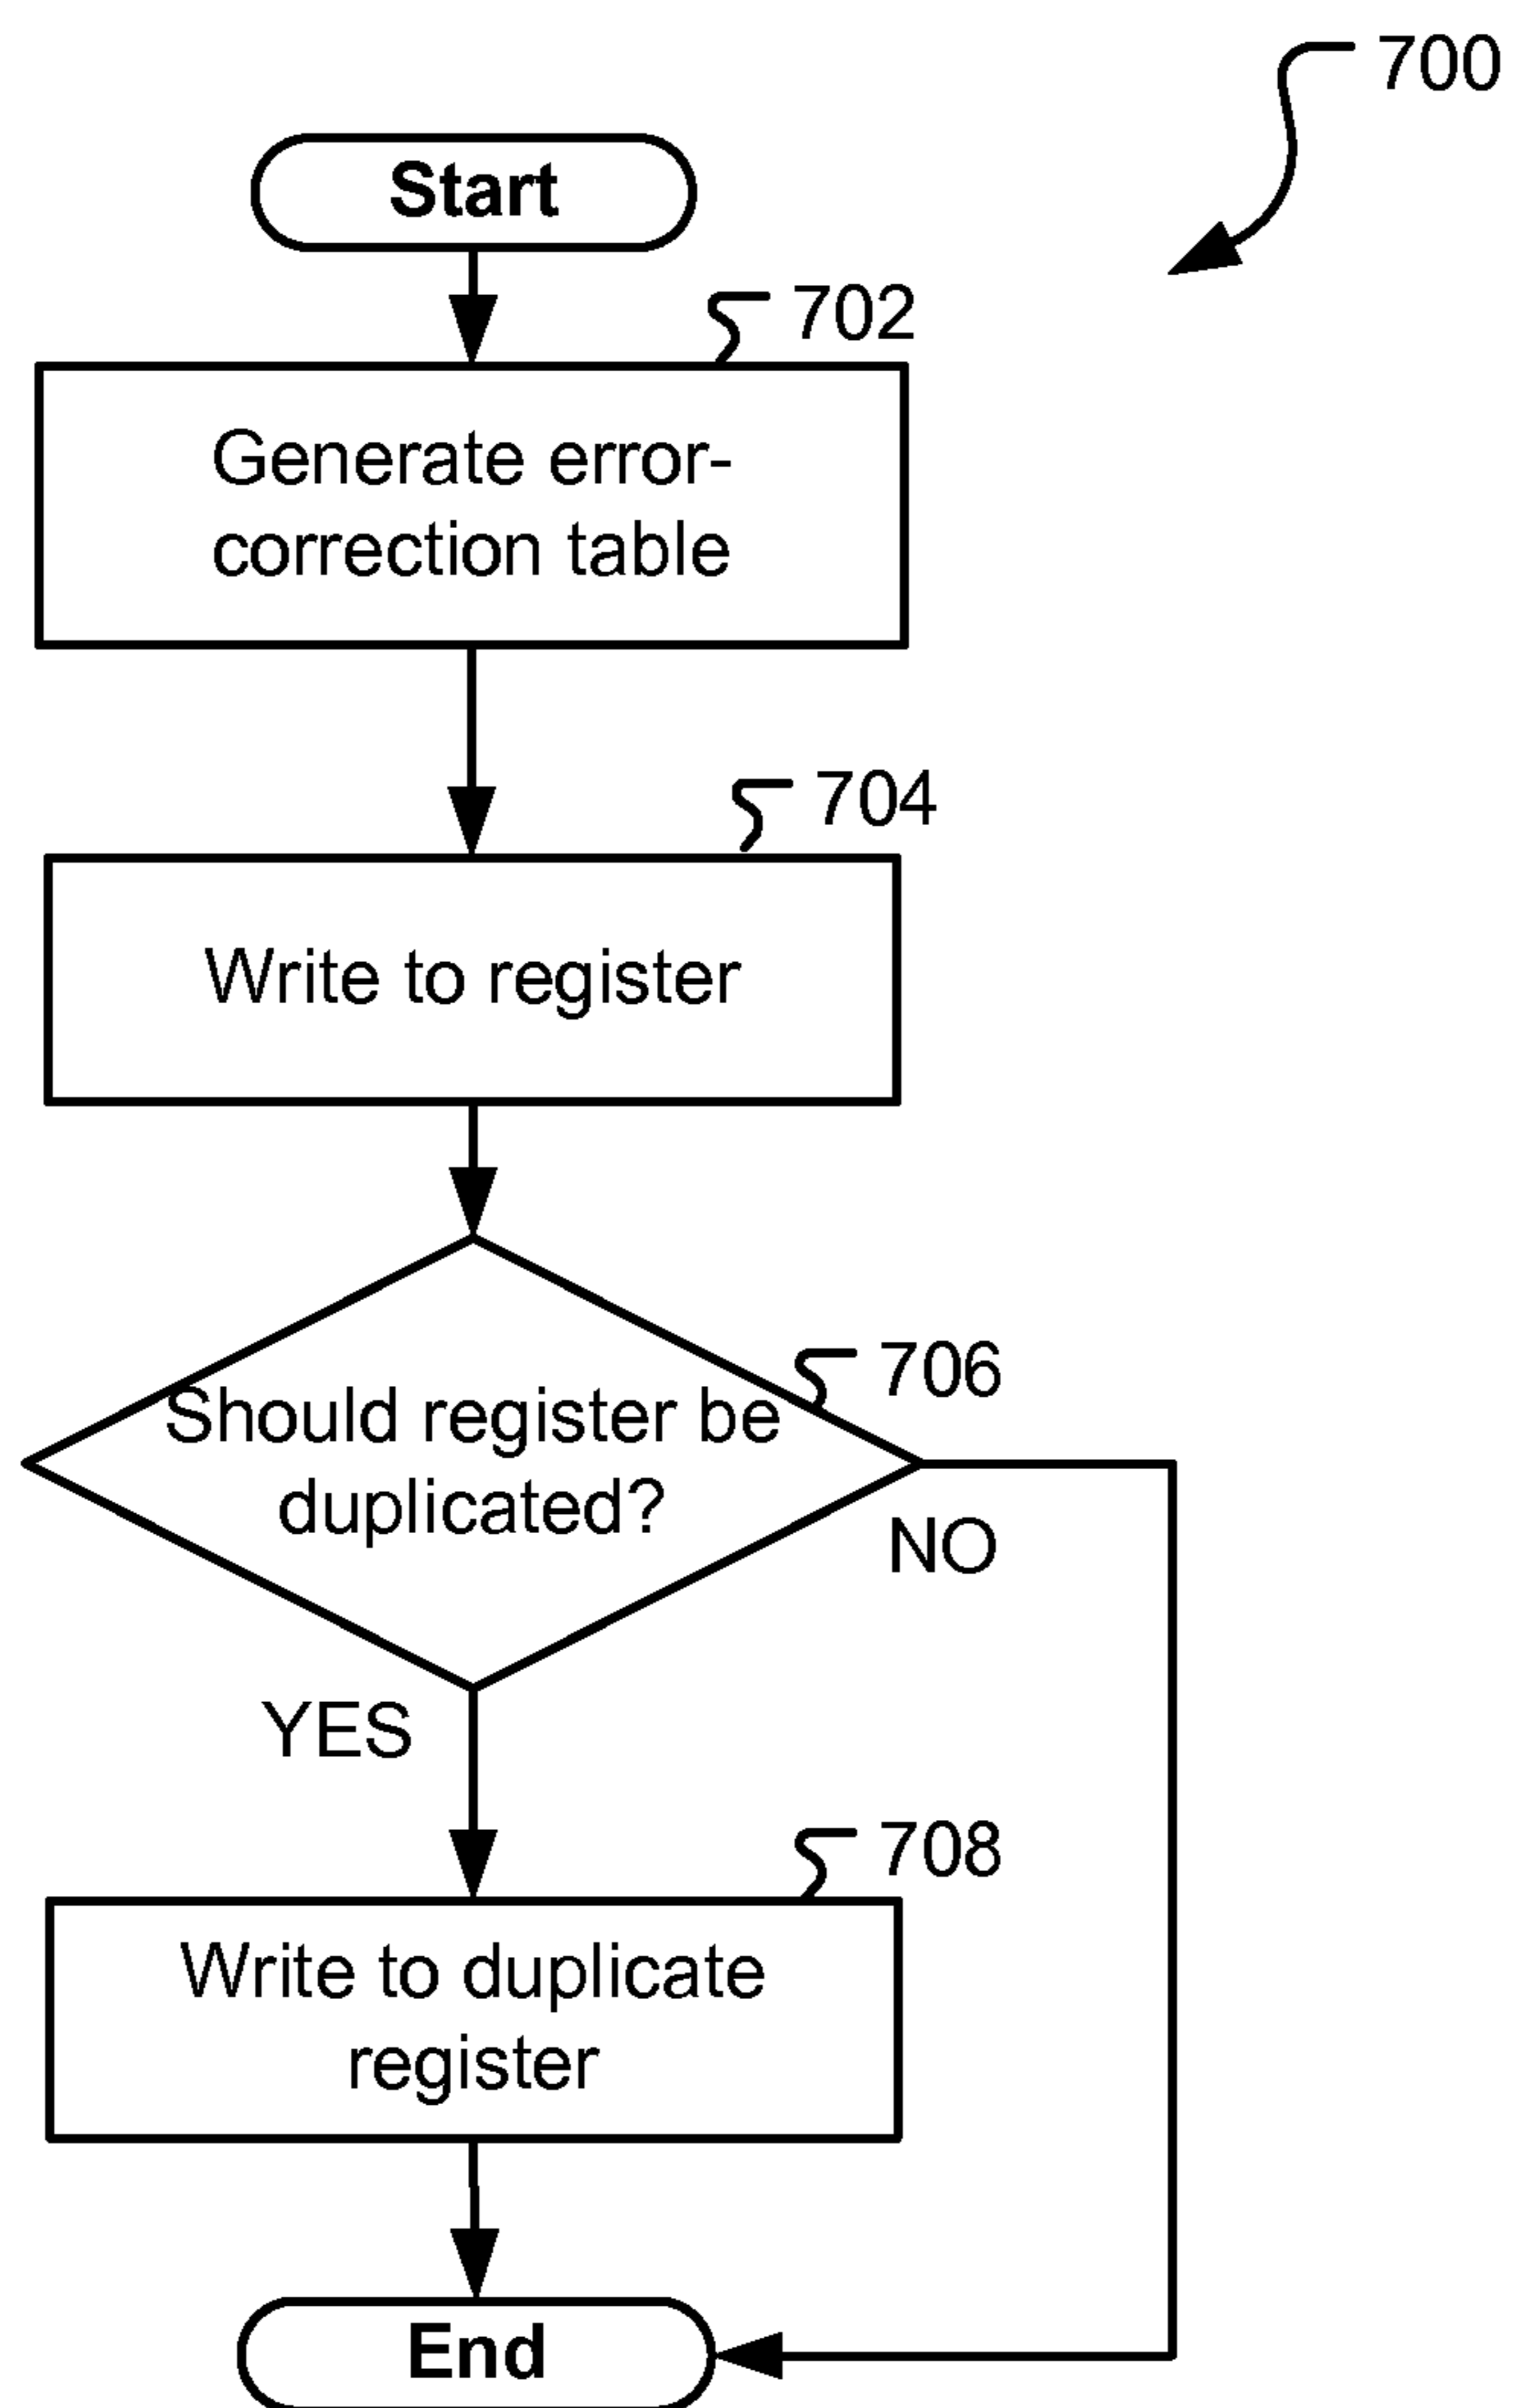 700
Start
702
Generate error-
correction table
704
Write to register
706
Should register be
duplicated?
NO
YES
708
Write to duplicate
register
End